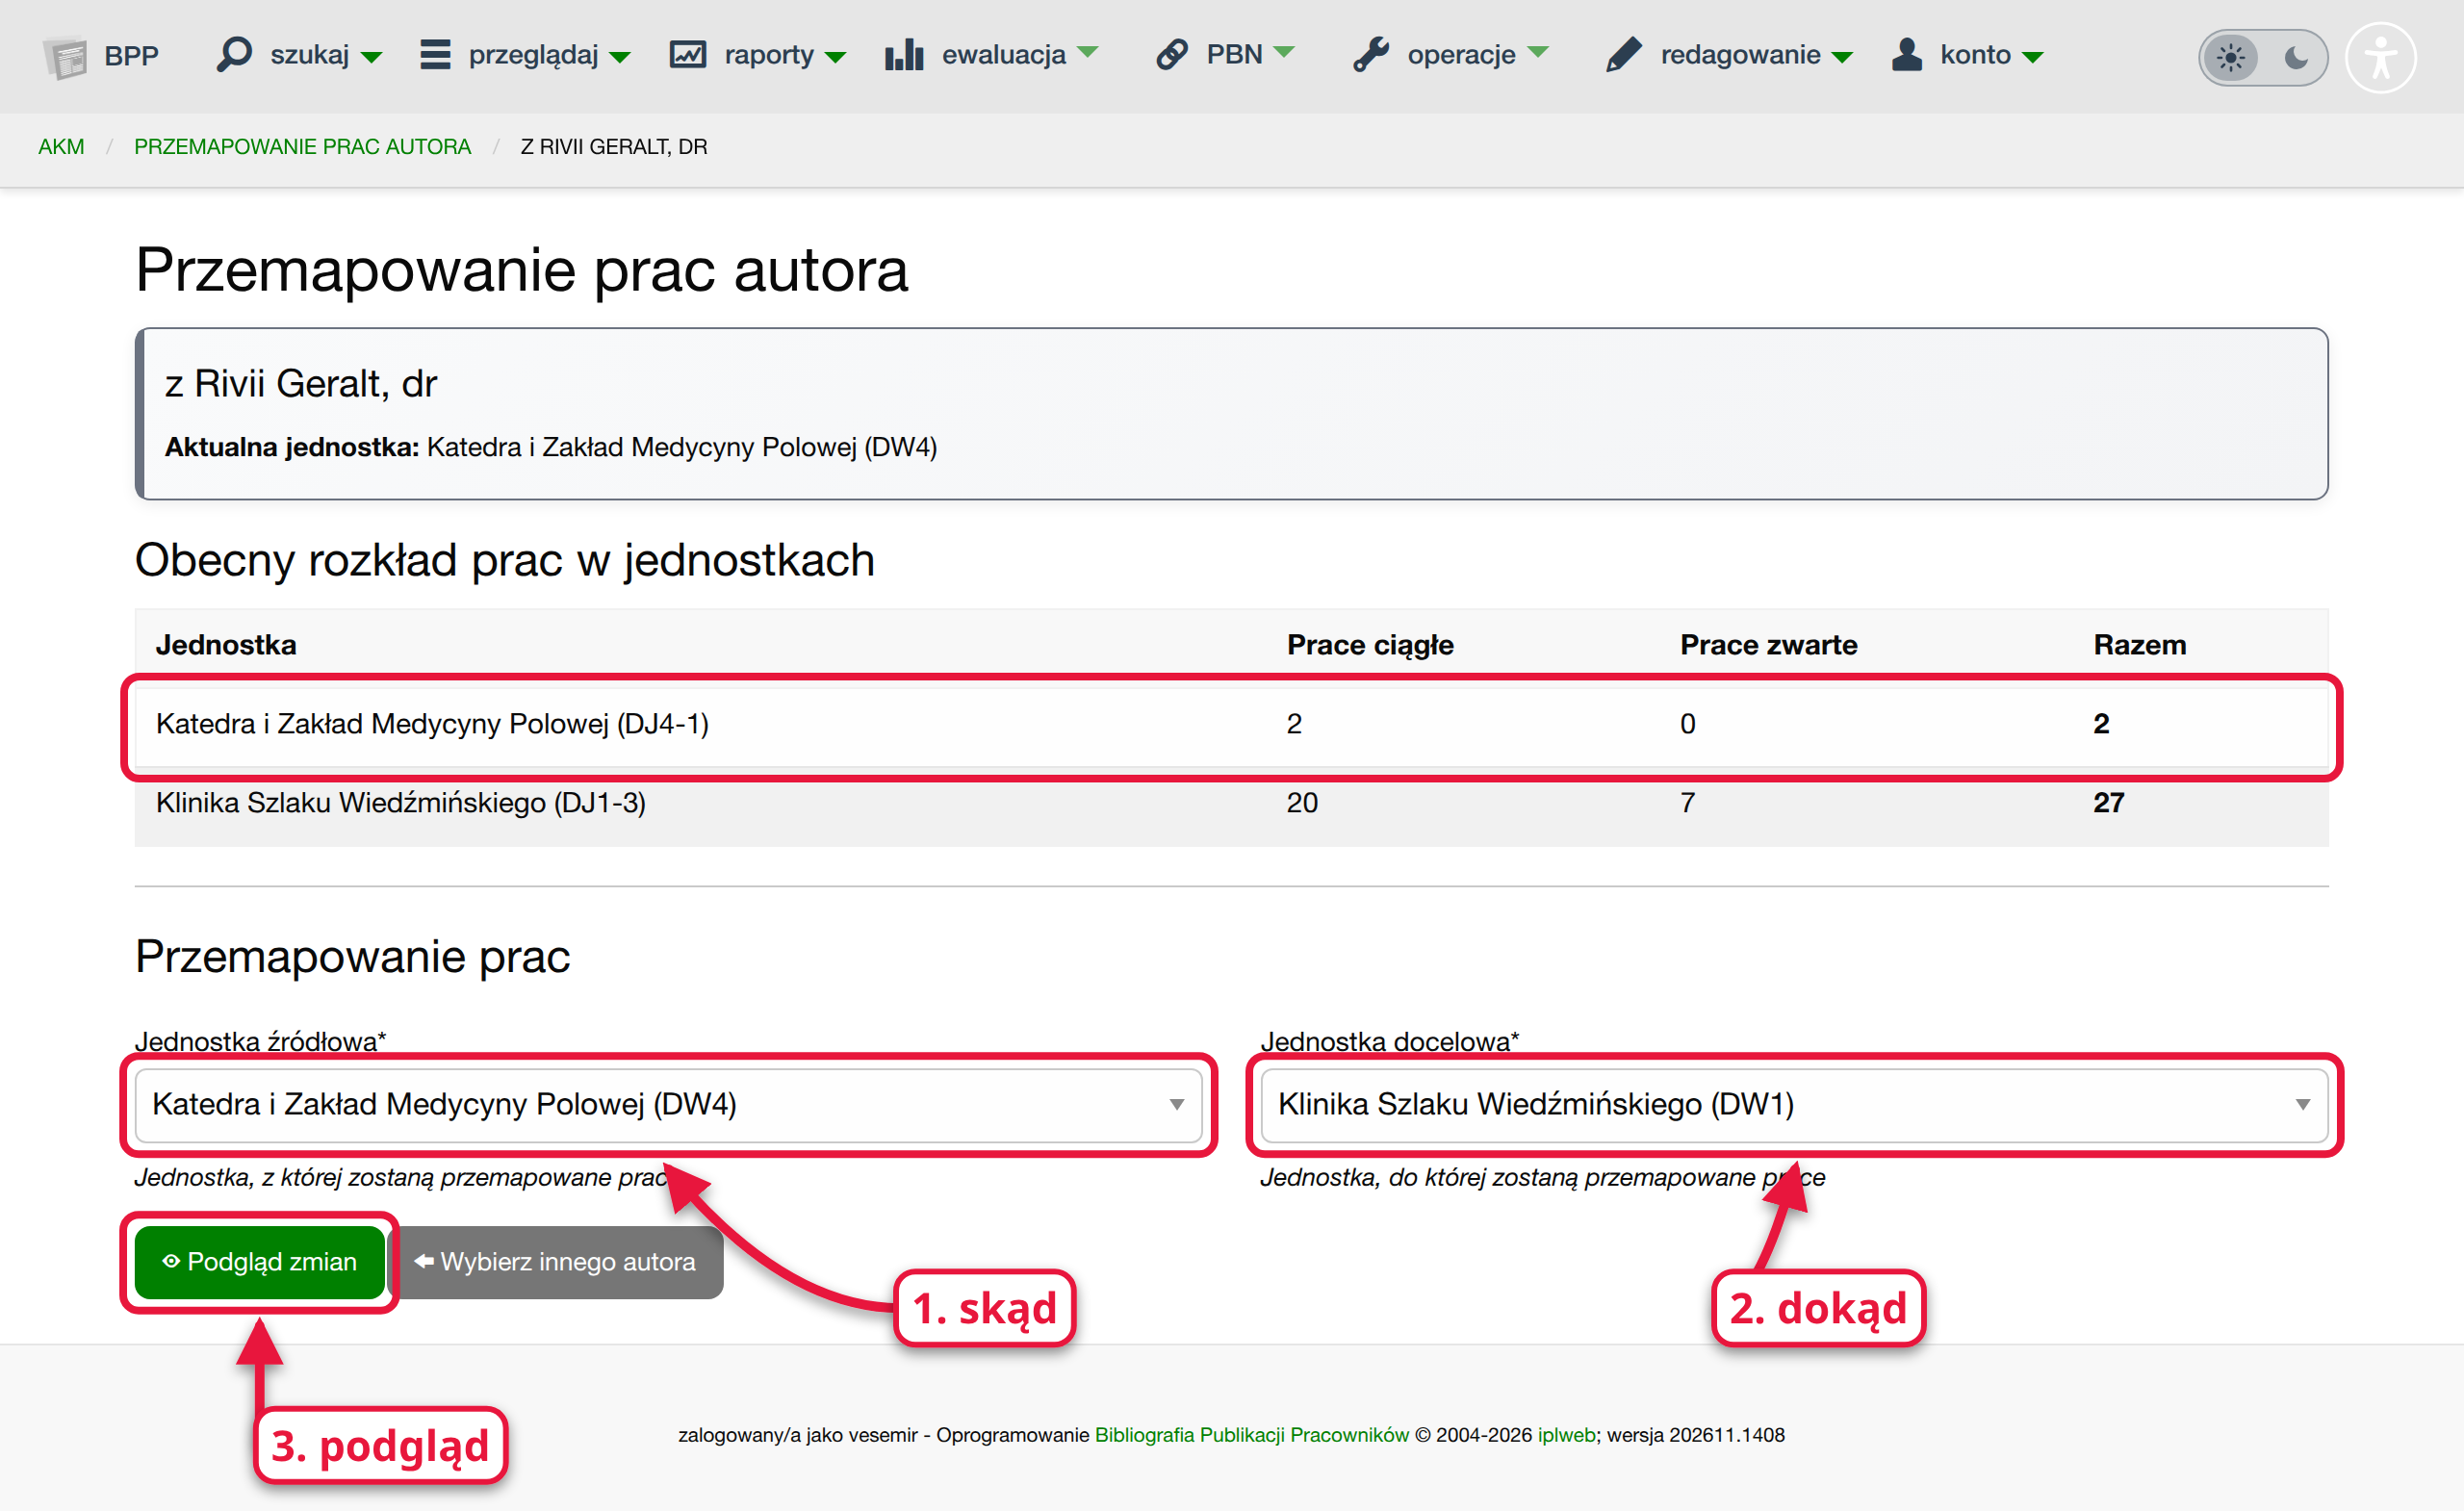 BPP szukaj przeglądaj raporty ewaluacja PBN operacje redagowanie konto
AKM / PRZEMAPOWANIE PRAC AUTORA / Z RIVII GERALT, DR
Przemapowanie prac autora
z Rivii Geralt, dr
Aktualna jednostka: Katedra i Zakład Medycyny Polowej (DW4)
Obecny rozkład prac w jednostkach
Jednostka Prace ciągłe Prace zwarte Razem
Katedra i Zakład Medycyny Polowej (DJ4-1) 2 0 2
Klinika Szlaku Wiedźmińskiego (DJ1-3) 20 7 27
Przemapowanie prac
Jednostka źródłowa* Jednostka docelowa*
Katedra i Zakład Medycyny Polowej (DW4) Klinika Szlaku Wiedźmińskiego (DW1)
Jednostka, z której zostaną przemapowane prac Jednostka, do której zostaną przemapowane prace
Podgląd zmian Wybierz innego autora
1. skąd 2. dokąd
3. podgląd
zalogowany/a jako vesemir - Oprogramowanie Bibliografia Publikacji Pracowników © 2004-2026 iplweb; wersja 202611.1408